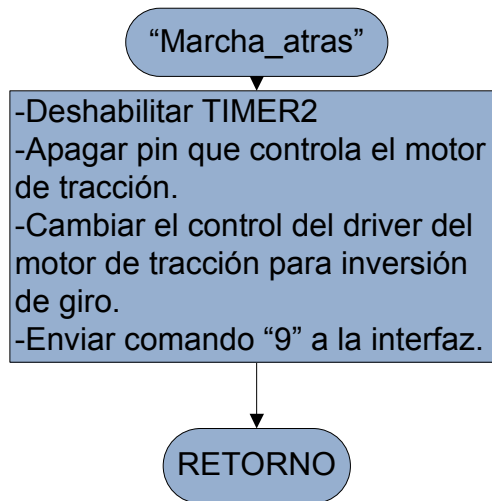 “Marcha_atras”
-Deshabilitar TIMER2
-Apagar pin que controla el motor
de tracción.
-Cambiar el control del driver del
motor de tracción para inversión
de giro.
-Enviar comando “9” a la interfaz.
RETORNO